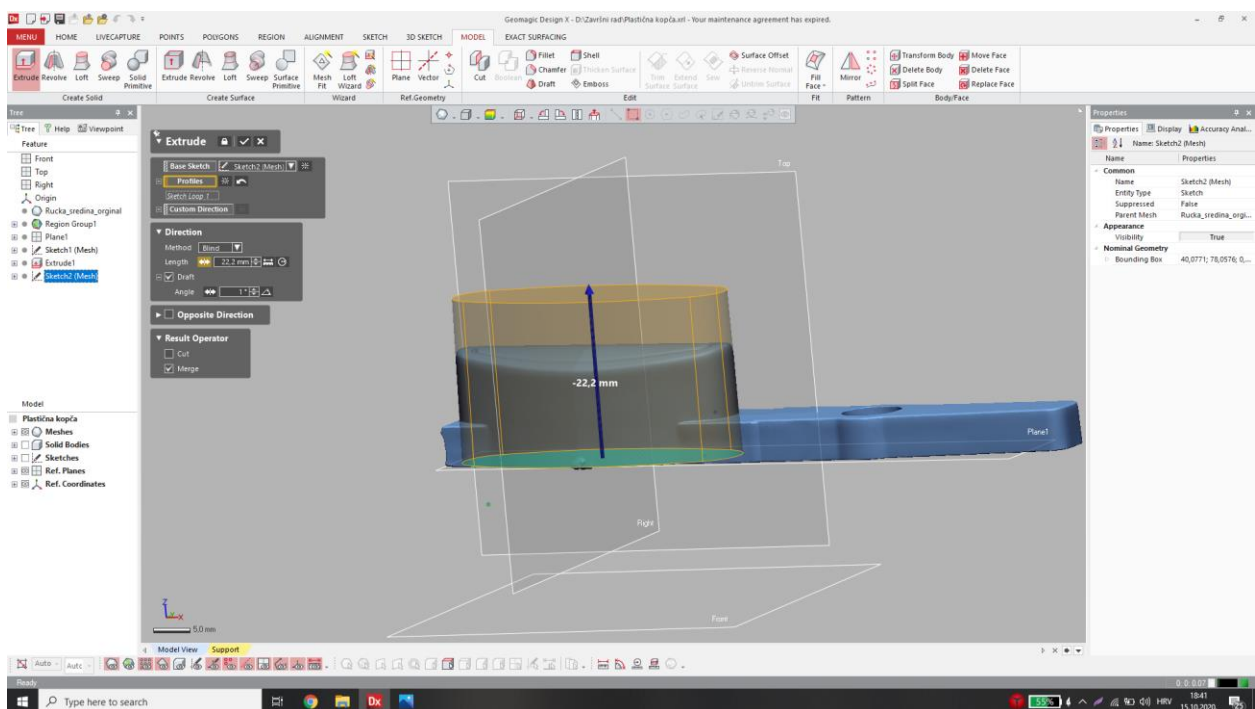 Geomagic Design X - D:\Završni rad\Plastična kopča.xrl - Your maintenance agreement has expired.
MENU HOME LIVECAPTURE POINTS POLYGONS REGION ALIGNMENT SKETCH 3D SKETCH MODEL EXACT SURFACING
Fillet Shell Surface Offset Transform Body Move Face
Chamfer Thicken Surface Reverse Normal Delete Body Delete Face
Draft Emboss Untrim Surface Split Face Replace Face
Extrude Revolve Loft Sweep Solid Primitive Extrude Revolve Loft Sweep Surface Primitive Mesh Fit Loft Wizard Plane Vector Cut Boolean Trim Surface Extend Surface Sew Fill Face Mirror
Create Solid Create Surface Wizard Ref.Geometry Edit Fit Pattern Body/Face
Tree
Tree Help Viewpoint
Feature
Front
Top
Right
Origin
Rucka_sredina_orginal
Region Group1
Plane1
Sketch1 (Mesh)
Extrude1
Sketch2 (Mesh)
Model
Plastična kopča
Meshes
Solid Bodies
Sketches
Ref. Planes
Ref. Coordinates
Extrude
Base Sketch Sketch2 (Mesh)
Profiles
Sketch Loop 1
Custom Direction
Direction
Method Blind
Length 22,2 mm
Draft
Angle 1 °
Opposite Direction
Result Operator
Cut
Merge
Top
-22,2 mm
Plane1
Right
Front
Z
X
5.0 mm
Properties
Properties Display Accuracy Anal...
Name: Sketch2 (Mesh)
Name Properties
Common
Name Sketch2 (Mesh)
Entity Type Sketch
Suppressed False
Parent Mesh Rucka_sredina_orgi...
Appearance
Visibility True
Nominal Geometry
Bounding Box 40,0771; 78,0576; 0,...
Model View Support
Auto Auto
Ready
0: 0: 0.07
Type here to search
Dx
55% HRV
18:41
15.10.2020.